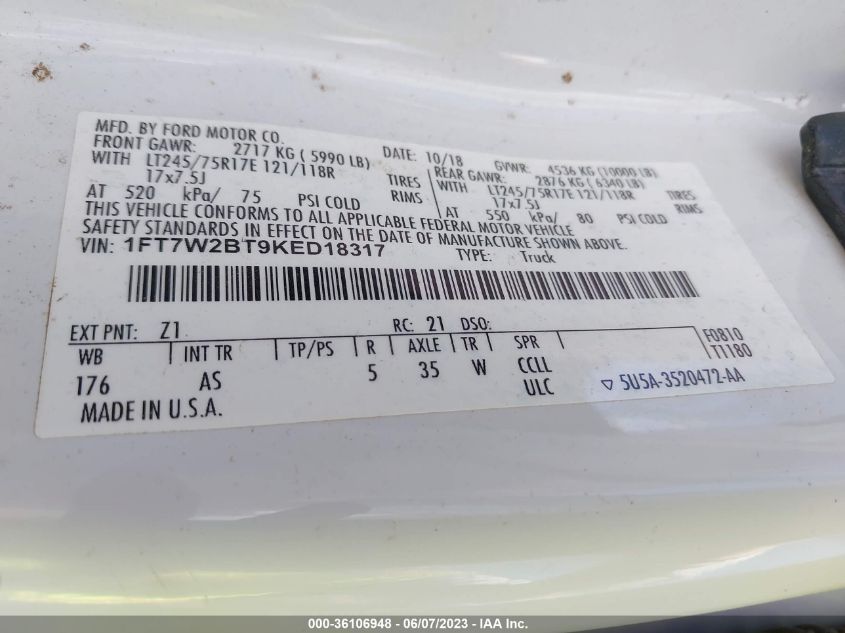 MFD. BY FORD MOTOR CO.
DATE: 10/18 GVWR: 4536 KG (10000 LB)
FRONT GAWR: 2717 KG ( 5990 LB) REAR GAWR: 2876 KG ( 6340 LB)
WITH LT245/75R17E 121/118R TIRES WITH LT245/75R17E 121/118R TIRES
17x7.5J RIMS 17x7.5J RIMS
AT 520 kPa/ 75 PSI COLD AT 550 kPa/ 80 PSI COLD
THIS VEHICLE CONFORMS TO ALL APPLICABLE FEDERAL MOTOR VEHICLE
SAFETY STANDARDS IN EFFECT ON THE DATE OF MANUFACTURE SHOWN ABOVE.
VIN: 1FT7W2BT9KED18317 TYPE: Truck
EXT PNT: Z1 RC: 21 DSO: F0810
WB INT TR TP/PS R AXLE TR SPR T1180
176 AS 5 35 W CCLL
ULC 5U5A-3520472-AA
MADE IN U.S.A.
000-36106948 - 06/07/2023 - IAA Inc.